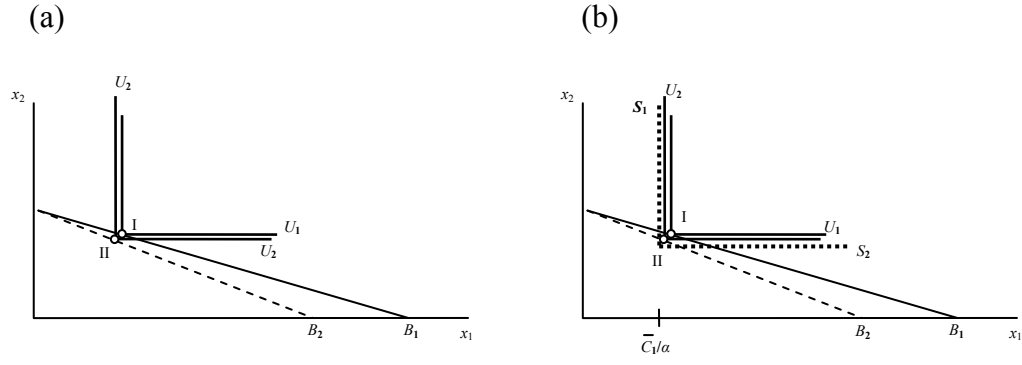 (a)
U₂
x₂
I
U₁
II
U₂
B₂
B₁
x₁
(b)
U₂
x₂
S₁
I
U₁
II
S₂
B₂
B₁
x₁
C̅₁/α